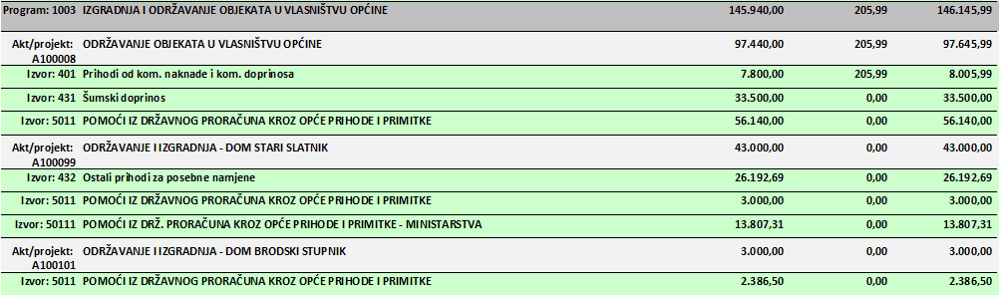 Program: 1003 IZGRADNJA I ODRŽAVANJE OBJEKATA U VLASNIŠTVU OPĆINE 145.940,00 205,99 146.145,99
Akt/projekt: ODRŽAVANJE OBJEKATA U VLASNIŠTVU OPĆINE 97.440,00 205,99 97.645,99
A100008
Izvor: 401 Prihodi od kom. naknade i kom. doprinosa 7.800,00 205,99 8.005,99
Izvor: 431 Šumski doprinos 33.500,00 0,00 33.500,00
Izvor: 5011 POMOĆI IZ DRŽAVNOG PRORAČUNA KROZ OPĆE PRIHODE I PRIMITKE 56.140,00 0,00 56.140,00
Akt/projekt: ODRŽAVANJE I IZGRADNJA - DOM STARI SLATNIK 43.000,00 0,00 43.000,00
A100099
Izvor: 432 Ostali prihodi za posebne namjene 26.192,69 0,00 26.192,69
Izvor: 5011 POMOĆI IZ DRŽAVNOG PRORAČUNA KROZ OPĆE PRIHODE I PRIMITKE 3.000,00 0,00 3.000,00
Izvor: 50111 POMOĆI IZ DRŽ. PRORAČUNA KROZ OPĆE PRIHODE I PRIMITKE - MINISTARSTVA 13.807,31 0,00 13.807,31
Akt/projekt: ODRŽAVANJE I IZGRADNJA - DOM BRODSKI STUPNIK 3.000,00 0,00 3.000,00
A100101
Izvor: 5011 POMOĆI IZ DRŽAVNOG PRORAČUNA KROZ OPĆE PRIHODE I PRIMITKE 2.386,50 0,00 2.386,50